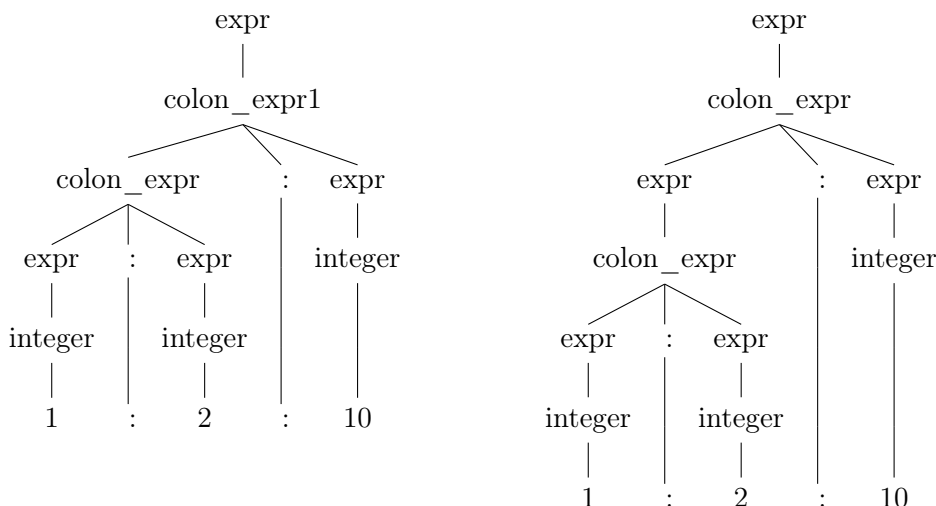 expr
colon_expr1
colon_expr : expr
expr : expr integer
integer integer
1 : 2 : 10
expr
colon_expr
expr : expr
colon_expr integer
expr : expr
integer integer
1 : 2 : 10